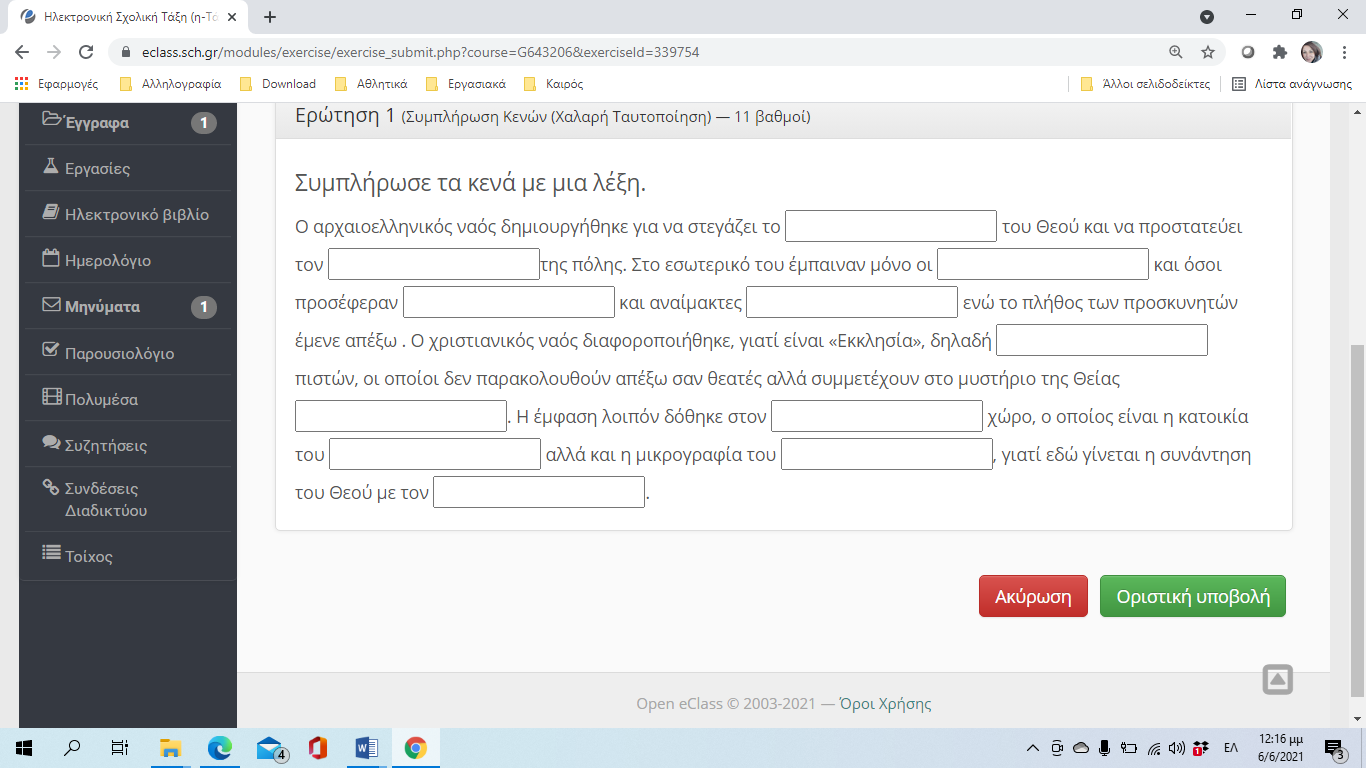 Ηλεκτρονική Σχολική Τάξη (η-Τά
eclass.sch.gr/modules/exercise/exercise_submit.php?course=G643206&exerciseId=339754
Εφαρμογές Αλληλογραφία Download Αθλητικά Εργασιακά Καιρός Άλλοι σελιδοδείκτες Λίστα ανάγνωσης
Έγγραφα 1
Εργασίες
Ηλεκτρονικό βιβλίο
Ημερολόγιο
Μηνύματα 1
Παρουσιολόγιο
Πολυμέσα
Συζητήσεις
Συνδέσεις
Διαδικτύου
Τοίχος
Ερώτηση 1 (Συμπλήρωση Κενών (Χαλαρή Ταυτοποίηση) — 11 βαθμοί)
Συμπλήρωσε τα κενά με μια λέξη.
Ο αρχαιοελληνικός ναός δημιουργήθηκε για να στεγάζει το του Θεού και να προστατεύει
τον της πόλης. Στο εσωτερικό του έμπαιναν μόνο οι και όσοι
προσέφεραν και αναίμακτες ενώ το πλήθος των προσκυνητών
έμενε απέξω . Ο χριστιανικός ναός διαφοροποιήθηκε, γιατί είναι «Εκκλησία», δηλαδή
πιστών, οι οποίοι δεν παρακολουθούν απέξω σαν θεατές αλλά συμμετέχουν στο μυστήριο της Θείας
. Η έμφαση λοιπόν δόθηκε στον χώρο, ο οποίος είναι η κατοικία
του αλλά και η μικρογραφία του , γιατί εδώ γίνεται η συνάντηση
του Θεού με τον .
Ακύρωση Οριστική υποβολή
Open eClass © 2003-2021 — Όροι Χρήσης
4 1 ΕΛ 12:16 μμ
6/6/2021 3